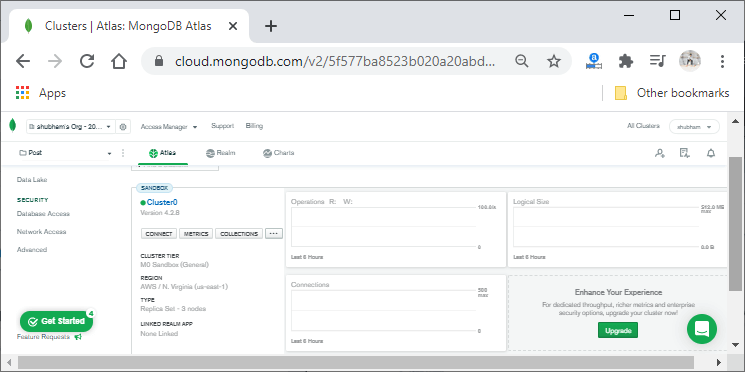 Clusters | Atlas: MongoDB Atlas
cloud.mongodb.com/v2/5f577ba8523b020a20abd...
Apps
Other bookmarks
shubham's Org - 20...
Access Manager
Support
Billing
All Clusters
shubham
Post
Atlas
Realm
Charts
Data Lake
SECURITY
Database Access
Network Access
Advanced
Get started
4
Feature Requests
SANDBOX
Cluster0
Version 4.2.8
CONNECT
METRICS
COLLECTIONS
...
CLUSTER TIER
M0 Sandbox (General)
REGION
AWS / N. Virginia (us-east-1)
TYPE
Replica Set - 3 nodes
LINKED REALM APP
None Linked
Operations R: W:
100.0/s
0
Last 6 Hours
Logical Size
512.0 MB
max
0.0 B
Last 6 Hours
Connections
500
max
0
Last 6 Hours
Enhance Your Experience
For dedicated throughput, richer metrics and enterprise
security options, upgrade your cluster now!
Upgrade